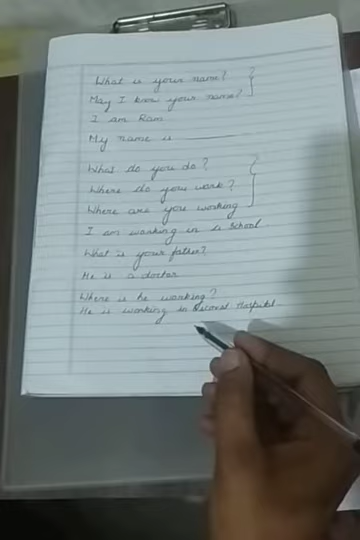 What is your name?
May I know your name?
I am Ram
My name is
What do you do?
Where do you work?
Where are you working
I am working in a School.
What is your father?
He is a doctor
Where is he working?
He is working in Hospital